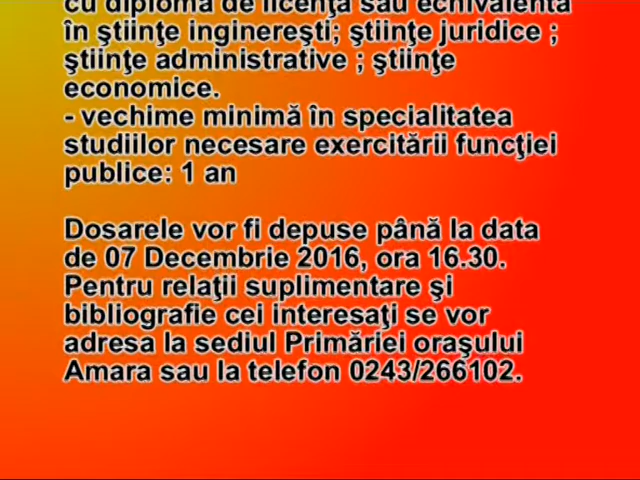 cu diplomă de licenţă sau echivalentă
în ştiinţe inginereşti; ştiinţe juridice ;
ştiinţe administrative ; ştiinţe
economice.
- vechime minimă în specialitatea
studiilor necesare exercitării funcţiei
publice: 1 an
Dosarele vor fi depuse până la data
de 07 Decembrie 2016, ora 16.30.
Pentru relaţii suplimentare şi
bibliografie cei interesaţi se vor
adresa la sediul Primăriei oraşului
Amara sau la telefon 0243/266102.